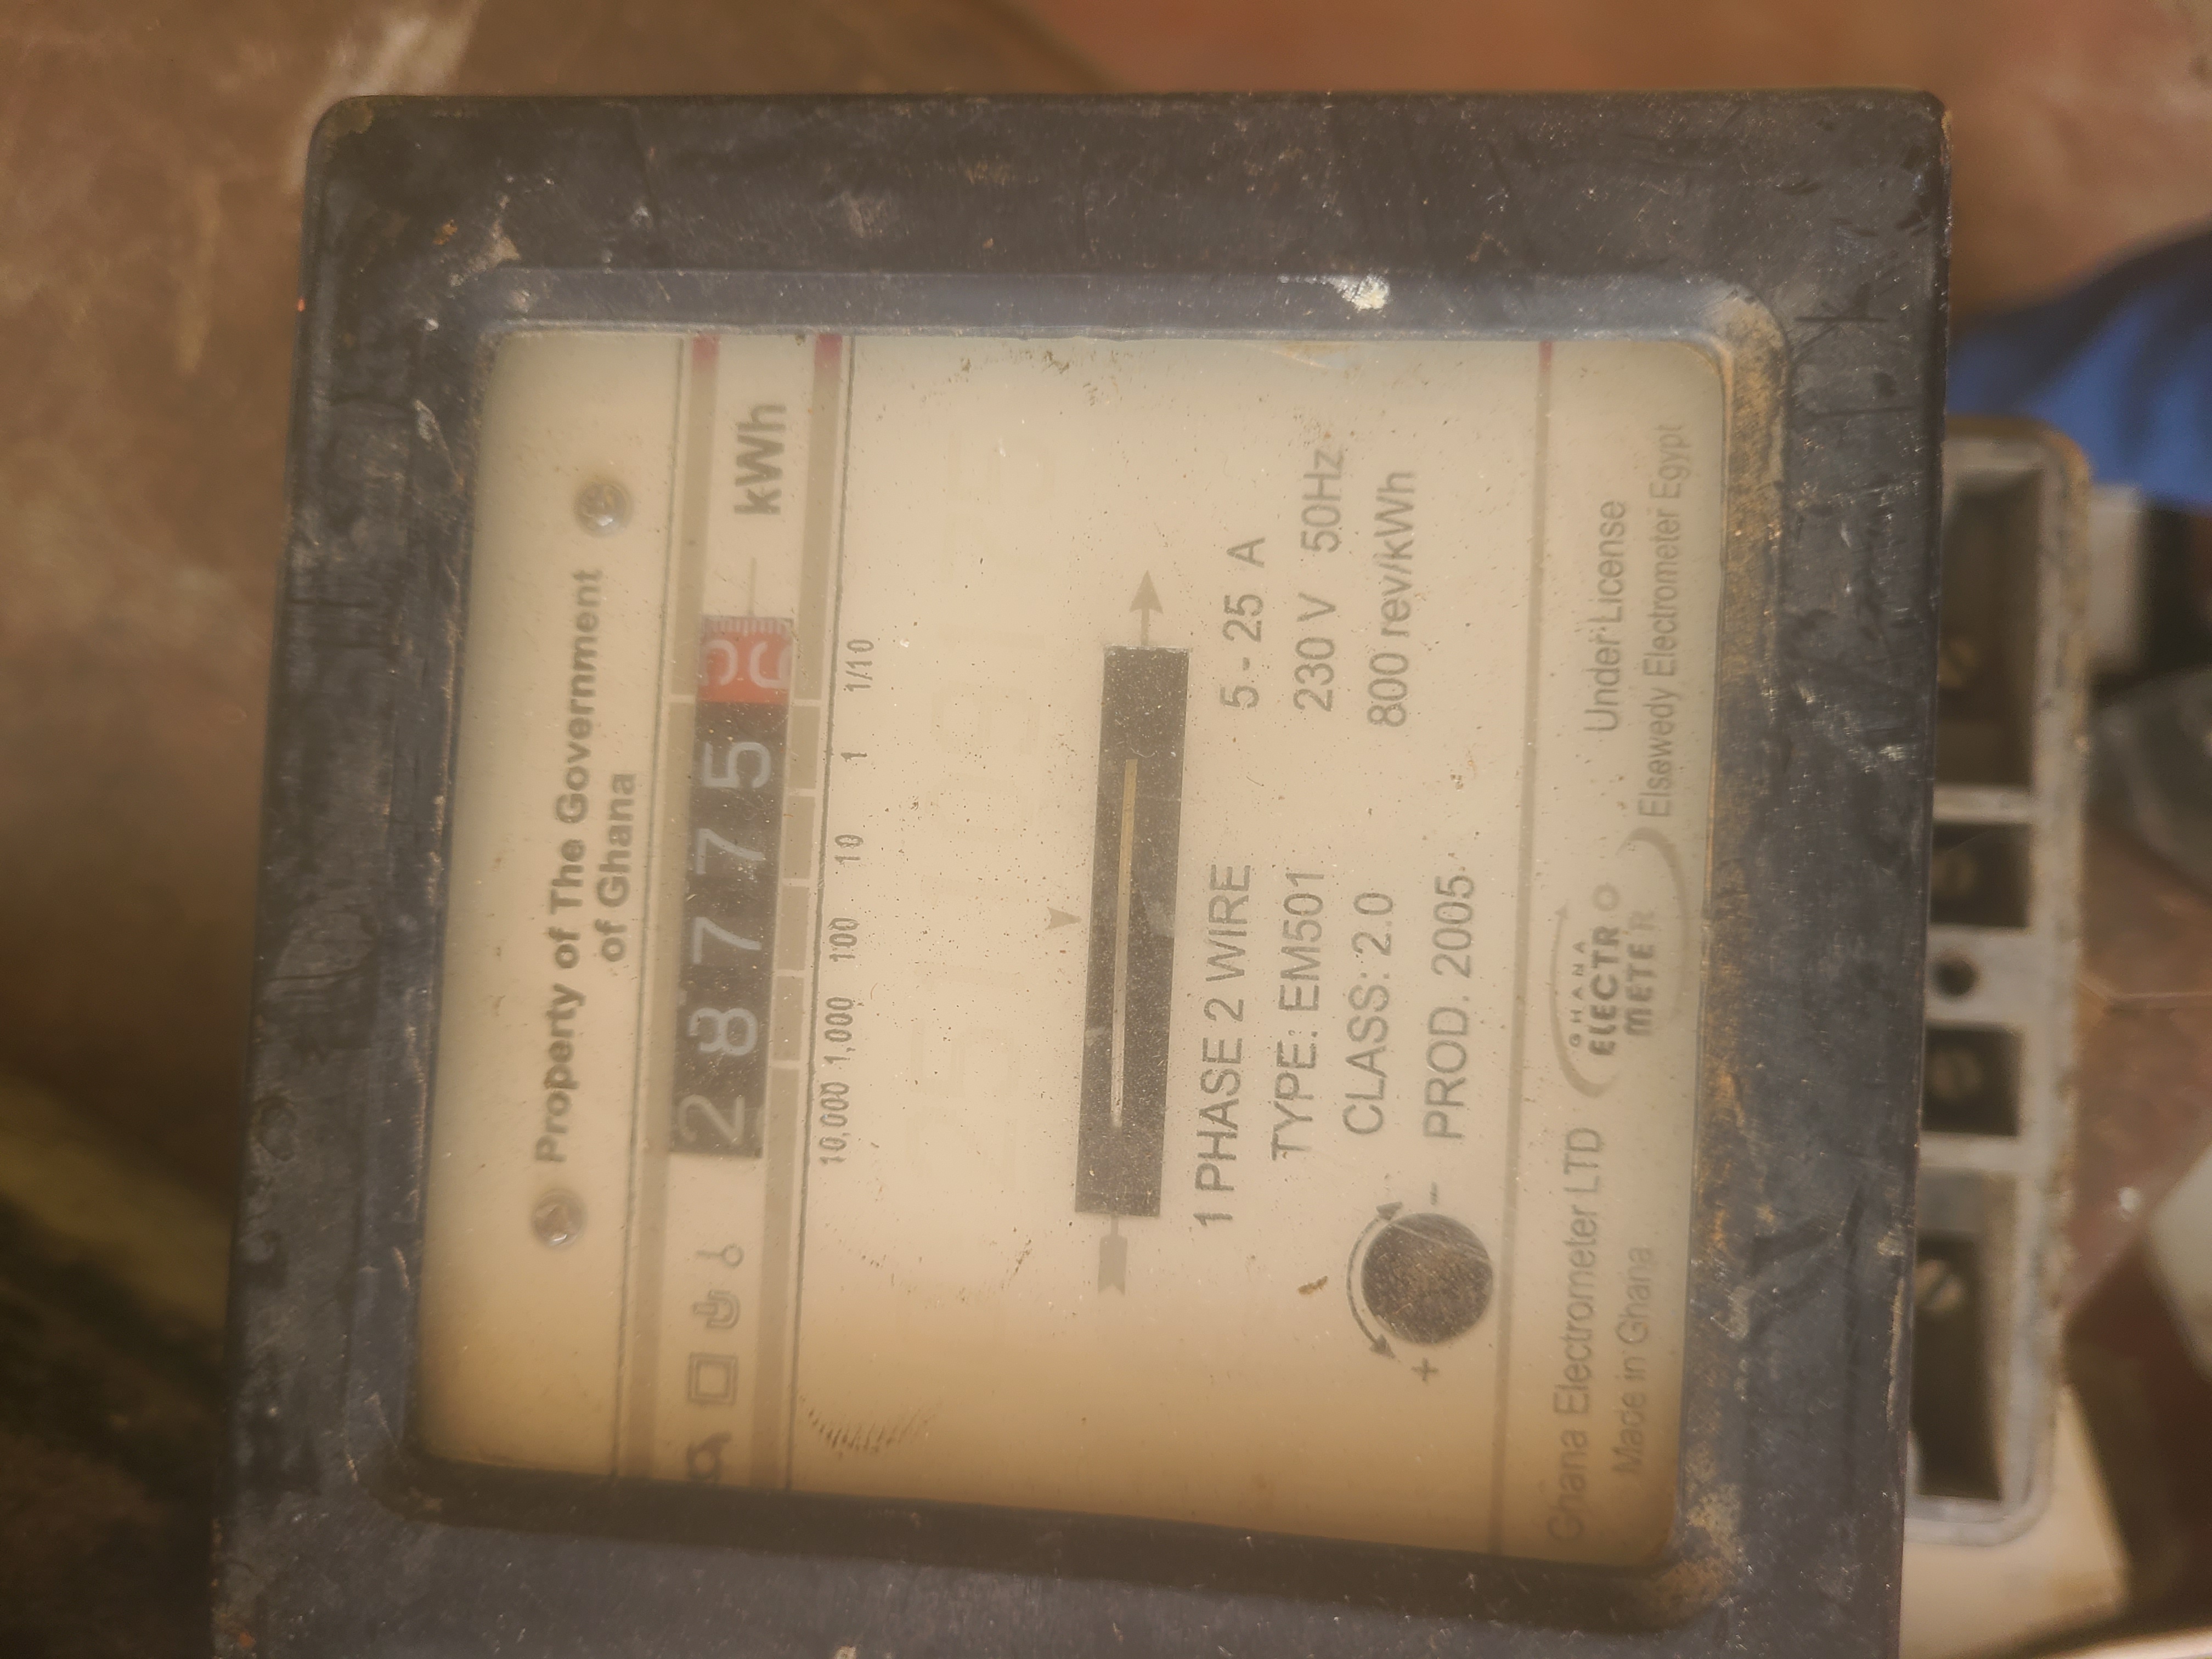 Property of The Government
of Ghana
28775
kWh
10,000 1,000 100 10 1 1/10
1 PHASE 2 WIRE
5 - 25 A
TYPE: EM501
230 V 50Hz
CLASS: 2.0
800 rev/kWh
+ -
PROD. 2005
Ghana Electrometer LTD
Made in Ghana
GHANA
ELECTRO
METER
Under License
Elsewedy Electrometer Egypt